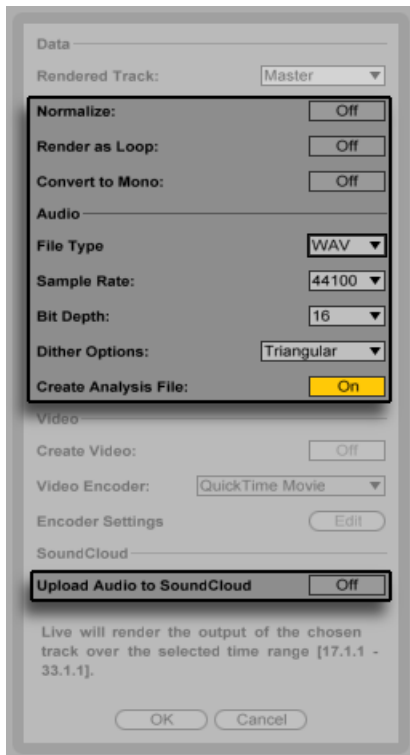 Data
Rendered Track: Master
Normalize: Off
Render as Loop: Off
Convert to Mono: Off
Audio
File Type WAV
Sample Rate: 44100
Bit Depth: 16
Dither Options: Triangular
Create Analysis File: On
Video
Create Video: Off
Video Encoder: QuickTime Movie
Encoder Settings Edit
SoundCloud
Upload Audio to SoundCloud Off
Live will render the output of the chosen
track over the selected time range [17.1.1 -
33.1.1].
OK Cancel